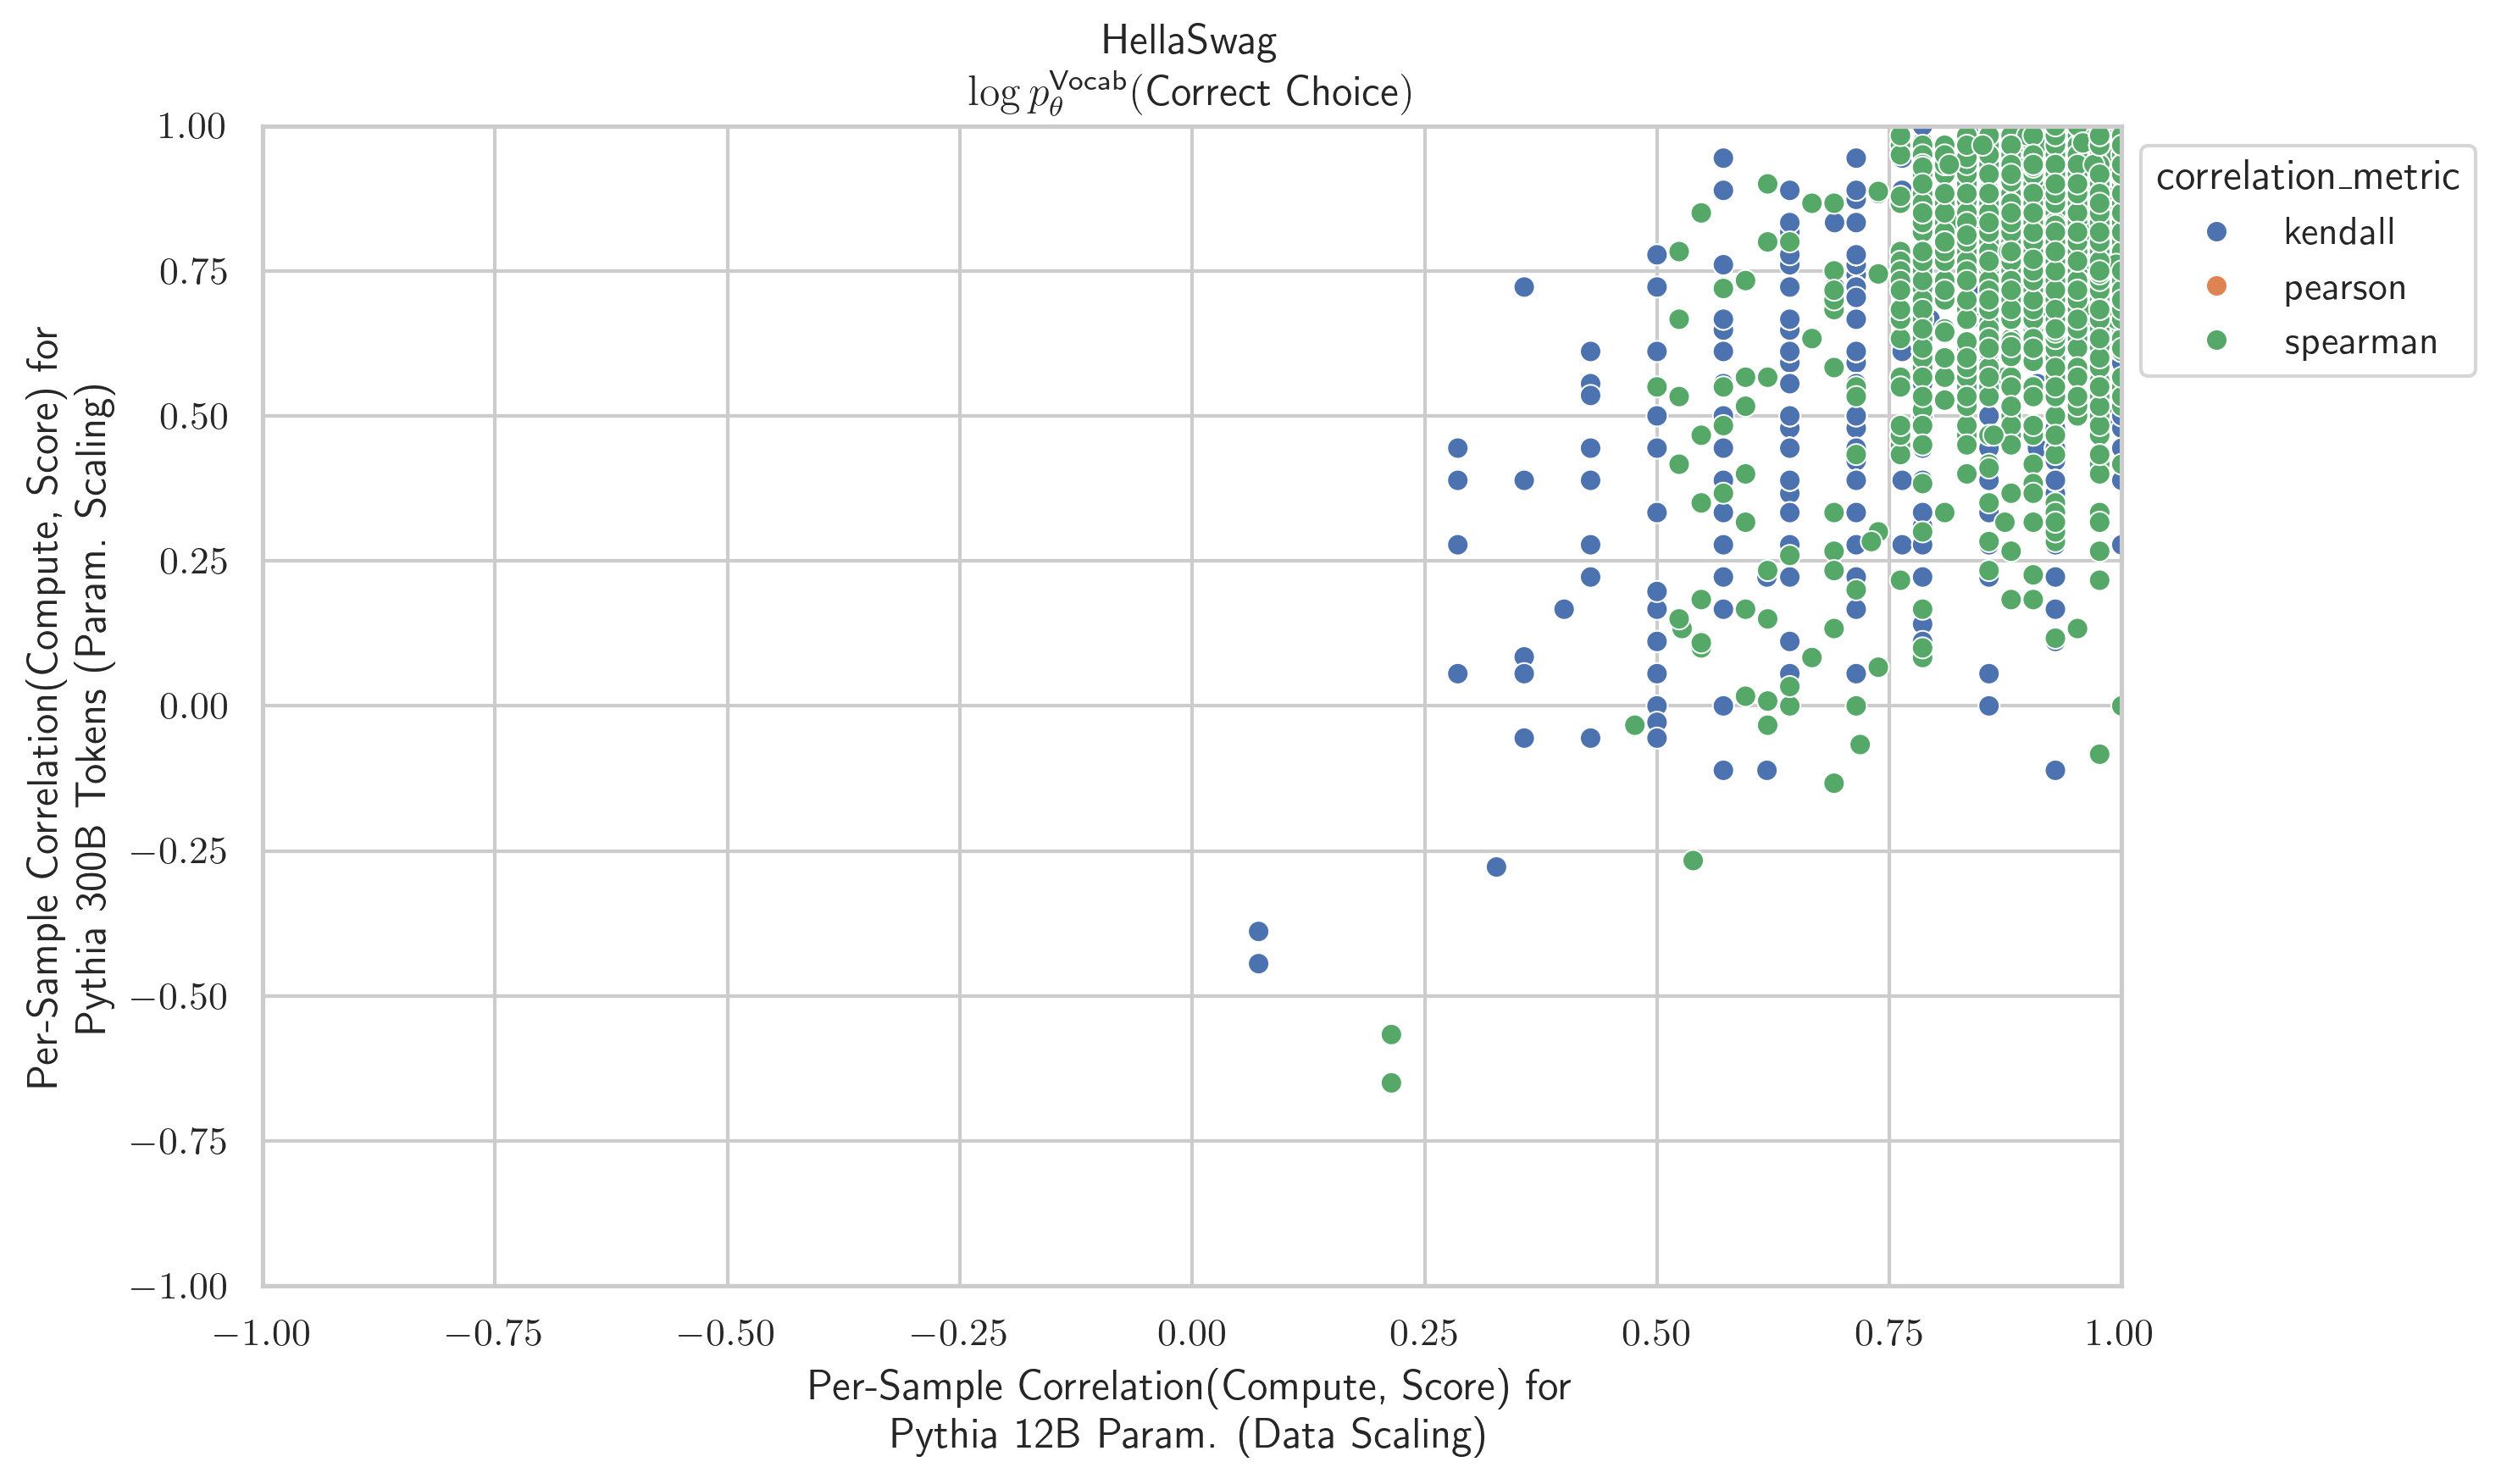 HellaSwag
log p_θ^Vocab(Correct Choice)
1.00
0.75
0.50
0.25
0.00
−0.25
−0.50
−0.75
−1.00
Per-Sample Correlation(Compute, Score) for
Pythia 300B Tokens (Param. Scaling)
correlation_metric
kendall
pearson
spearman
−1.00
−0.75
−0.50
−0.25
0.00
0.25
0.50
0.75
1.00
Per-Sample Correlation(Compute, Score) for
Pythia 12B Param. (Data Scaling)